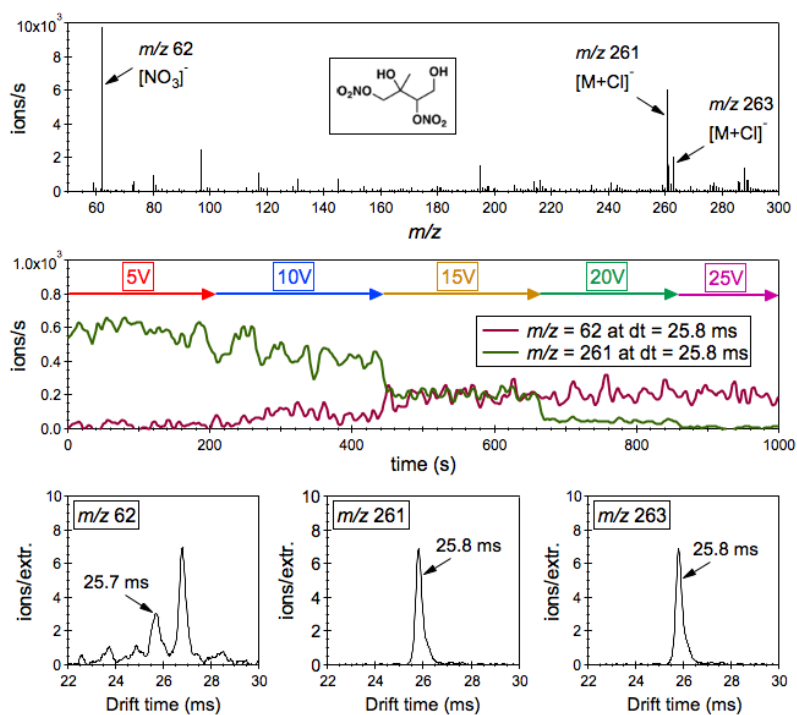 10x10³
8
6
4
2
0
ions/s
m/z 62
[NO₃]⁻
HO
OH
O₂NO
ONO₂
m/z 261
[M+Cl]⁻
m/z 263
[M+Cl]⁻
60 80 100 120 140 160 180 200 220 240 260 280 300
m/z
1.0x10³
0.8
0.6
0.4
0.2
0.0
ions/s
5V 10V 15V 20V 25V
m/z = 62 at dt = 25.8 ms
m/z = 261 at dt = 25.8 ms
0 200 400 600 800 1000
time (s)
10
8
6
4
2
0
ions/extr.
m/z 62
25.7 ms
22 24 26 28 30
Drift time (ms)
10
8
6
4
2
0
ions/extr.
m/z 261
25.8 ms
22 24 26 28 30
Drift time (ms)
10
8
6
4
2
0
ions/extr.
m/z 263
25.8 ms
22 24 26 28 30
Drift time (ms)